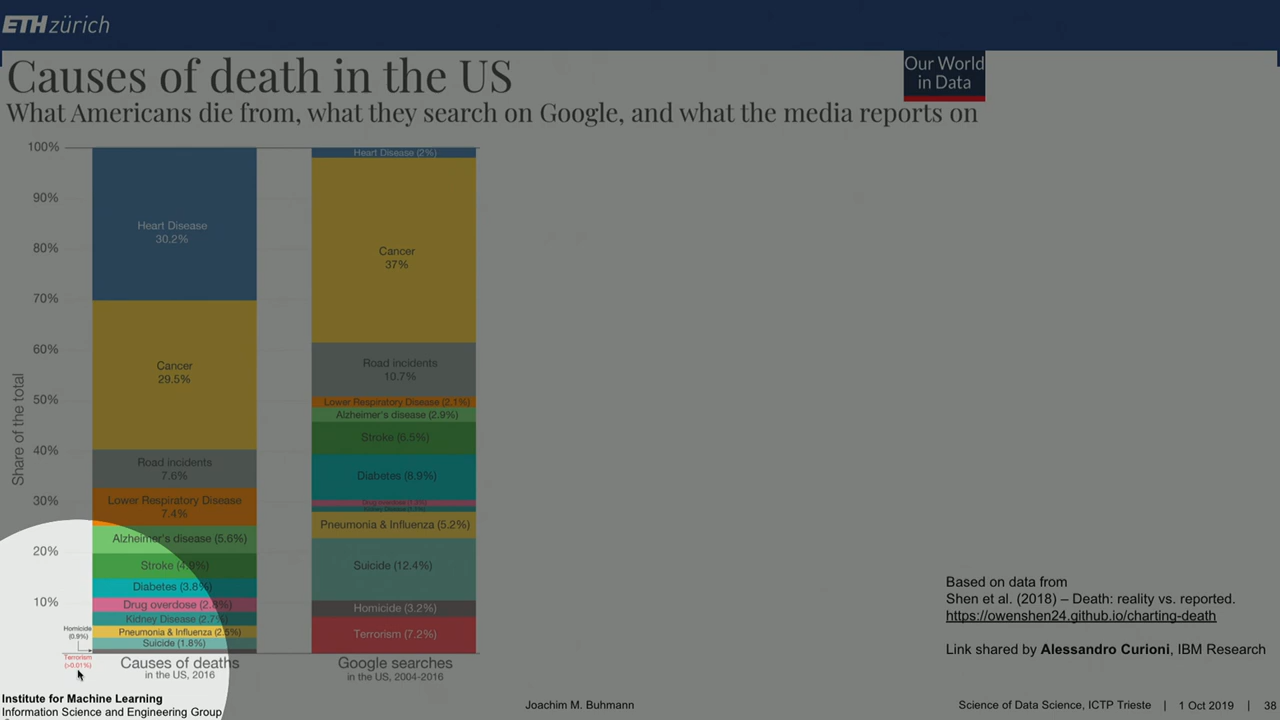 ETH zürich
Causes of death in the US
Our World
in Data
What Americans die from, what they search on Google, and what the media reports on
100%
90%
80%
70%
60%
50%
40%
30%
20%
10%
Share of the total
Heart Disease
30.2%
Cancer
29.5%
Road incidents
7.6%
Lower Respiratory Disease
7.4%
Alzheimer's disease (5.6%)
Stroke (4.9%)
Diabetes (3.8%)
Drug overdose (2.8%)
Kidney Disease (2.7%)
Pneumonia & Influenza (2.5%)
Suicide (1.8%)
Homicide
(0.9%)
Terrorism
(>0.01%)
Causes of deaths
in the US, 2016
Heart Disease (2%)
Cancer
37%
Road incidents
10.7%
Lower Respiratory Disease (2.1%)
Alzheimer's disease (2.9%)
Stroke (6.5%)
Diabetes (8.9%)
Pneumonia & Influenza (5.2%)
Suicide (12.4%)
Homicide (3.2%)
Terrorism (7.2%)
Google searches
in the US, 2004-2016
Based on data from
Shen et al. (2018) – Death: reality vs. reported.
https://owenshen24.github.io/charting-death
Link shared by Alessandro Curioni, IBM Research
Institute for Machine Learning
Information Science and Engineering Group
Joachim M. Buhmann
Science of Data Science, ICTP Trieste | 1 Oct 2019 | 38